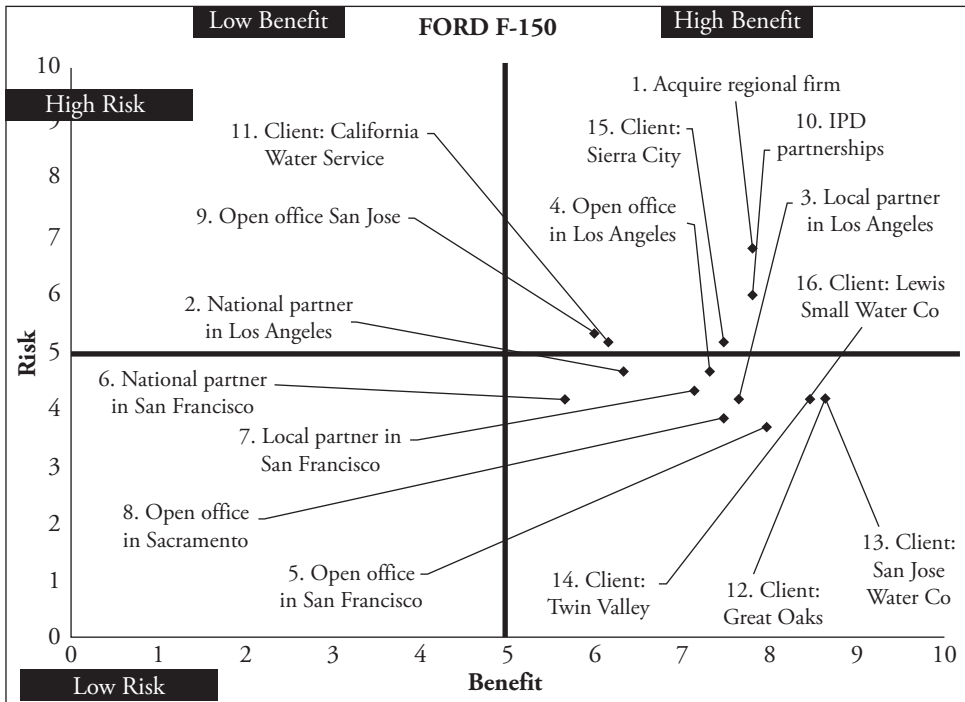 Low Benefit
FORD F-150
High Benefit
10
High Risk
9
8
7
6
5
4
3
2
1
0
Risk
1. Acquire regional firm
11. Client: California
Water Service
15. Client:
Sierra City
10. IPD
partnerships
9. Open office San Jose
4. Open office
in Los Angeles
3. Local partner
in Los Angeles
2. National partner
in Los Angeles
16. Client: Lewis
Small Water Co
6. National partner
in San Francisco
7. Local partner in
San Francisco
8. Open office
in Sacramento
5. Open office
in San Francisco
14. Client:
Twin Valley
12. Client:
Great Oaks
13. Client:
San Jose
Water Co
0 1 2 3 4 5 6 7 8 9 10
Low Risk
Benefit